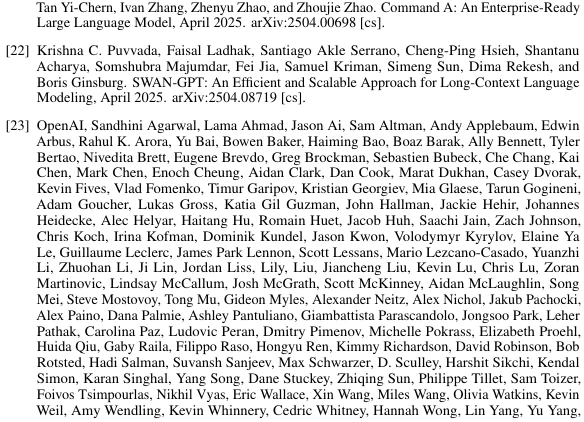 Tan Yi-Chern, Ivan Zhang, Zhenyu Zhao, and Zhoujie Zhao. Command A: An Enterprise-Ready
Large Language Model, April 2025. arXiv:2504.00698 [cs].
[22] Krishna C. Puvvada, Faisal Ladhak, Santiago Akle Serrano, Cheng-Ping Hsieh, Shantanu
Acharya, Somshubra Majumdar, Fei Jia, Samuel Kriman, Simeng Sun, Dima Rekesh, and
Boris Ginsburg. SWAN-GPT: An Efficient and Scalable Approach for Long-Context Language
Modeling, April 2025. arXiv:2504.08719 [cs].
[23] OpenAI, Sandhini Agarwal, Lama Ahmad, Jason Ai, Sam Altman, Andy Applebaum, Edwin
Arbus, Rahul K. Arora, Yu Bai, Bowen Baker, Haiming Bao, Boaz Barak, Ally Bennett, Tyler
Bertao, Nivedita Brett, Eugene Brevdo, Greg Brockman, Sebastien Bubeck, Che Chang, Kai
Chen, Mark Chen, Enoch Cheung, Aidan Clark, Dan Cook, Marat Dukhan, Casey Dvorak,
Kevin Fives, Vlad Fomenko, Timur Garipov, Kristian Georgiev, Mia Glaese, Tarun Gogineni,
Adam Goucher, Lukas Gross, Katia Gil Guzman, John Hallman, Jackie Hehir, Johannes
Heidecke, Alec Helyar, Haitang Hu, Romain Huet, Jacob Huh, Saachi Jain, Zach Johnson,
Chris Koch, Irina Kofman, Dominik Kundel, Jason Kwon, Volodymyr Kyrylov, Elaine Ya
Le, Guillaume Leclerc, James Park Lennon, Scott Lessans, Mario Lezcano-Casado, Yuanzhi
Li, Zhuohan Li, Ji Lin, Jordan Liss, Lily, Liu, Jiancheng Liu, Kevin Lu, Chris Lu, Zoran
Martinovic, Lindsay McCallum, Josh McGrath, Scott McKinney, Aidan McLaughlin, Song
Mei, Steve Mostovoy, Tong Mu, Gideon Myles, Alexander Neitz, Alex Nichol, Jakub Pachocki,
Alex Paino, Dana Palmie, Ashley Pantuliano, Giambattista Parascandolo, Jongsoo Park, Leher
Pathak, Carolina Paz, Ludovic Peran, Dmitry Pimenov, Michelle Pokrass, Elizabeth Proehl,
Huida Qiu, Gaby Raila, Filippo Raso, Hongyu Ren, Kimmy Richardson, David Robinson, Bob
Rotsted, Hadi Salman, Suvansh Sanjeev, Max Schwarzer, D. Sculley, Harshit Sikchi, Kendal
Simon, Karan Singhal, Yang Song, Dane Stuckey, Zhiqing Sun, Philippe Tillet, Sam Toizer,
Foivos Tsimpourlas, Nikhil Vyas, Eric Wallace, Xin Wang, Miles Wang, Olivia Watkins, Kevin
Weil, Amy Wendling, Kevin Whinnery, Cedric Whitney, Hannah Wong, Lin Yang, Yu Yang,